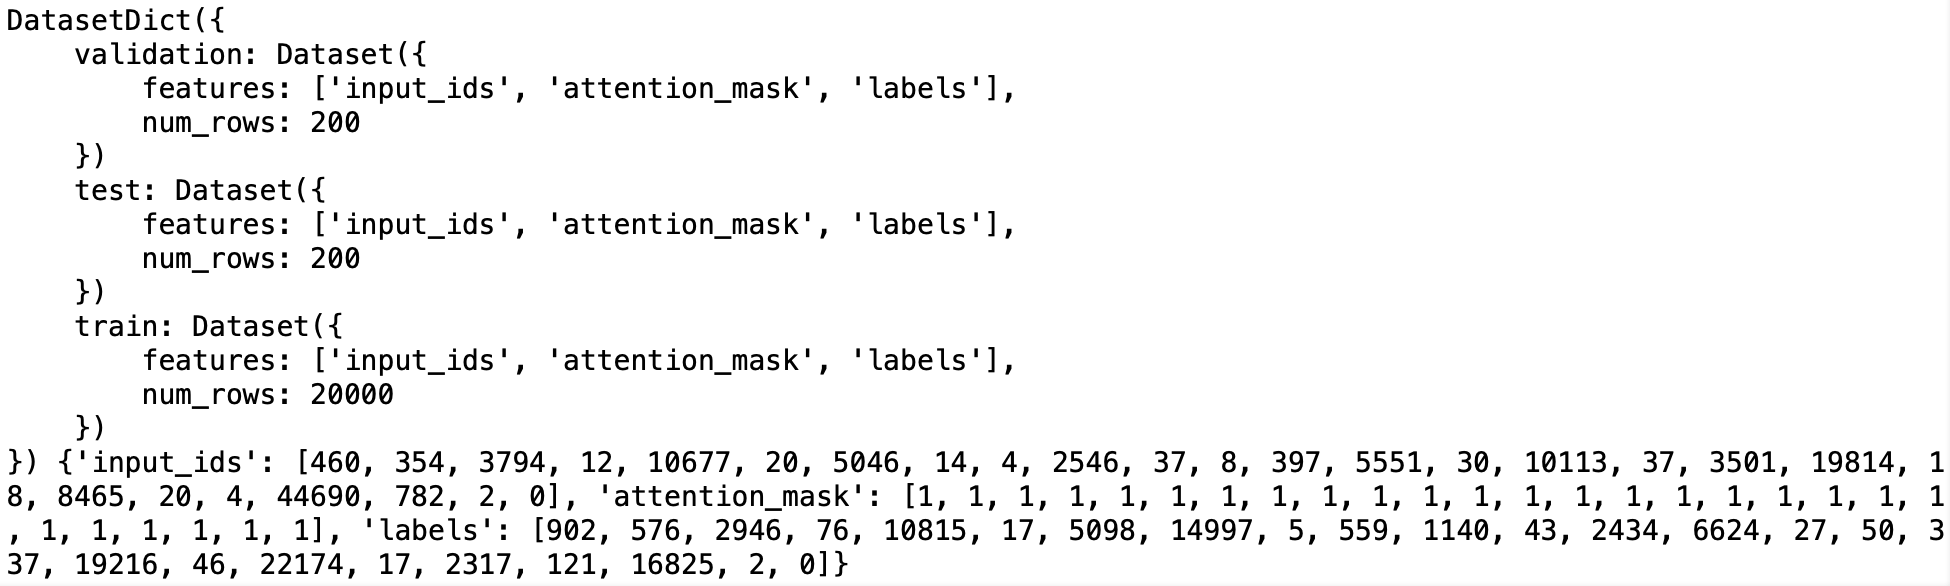 DatasetDict({
    validation: Dataset({
        features: ['input_ids', 'attention_mask', 'labels'],
        num_rows: 200
    })
    test: Dataset({
        features: ['input_ids', 'attention_mask', 'labels'],
        num_rows: 200
    })
    train: Dataset({
        features: ['input_ids', 'attention_mask', 'labels'],
        num_rows: 20000
    })
}) {'input_ids': [460, 354, 3794, 12, 10677, 20, 5046, 14, 4, 2546, 37, 8, 397, 5551, 30, 10113, 37, 3501, 19814, 1
8, 8465, 20, 4, 44690, 782, 2, 0], 'attention_mask': [1, 1, 1, 1, 1, 1, 1, 1, 1, 1, 1, 1, 1, 1, 1, 1, 1, 1, 1, 1, 1
, 1, 1, 1, 1, 1, 1], 'labels': [902, 576, 2946, 76, 10815, 17, 5098, 14997, 5, 559, 1140, 43, 2434, 6624, 27, 50, 3
37, 19216, 46, 22174, 17, 2317, 121, 16825, 2, 0]}